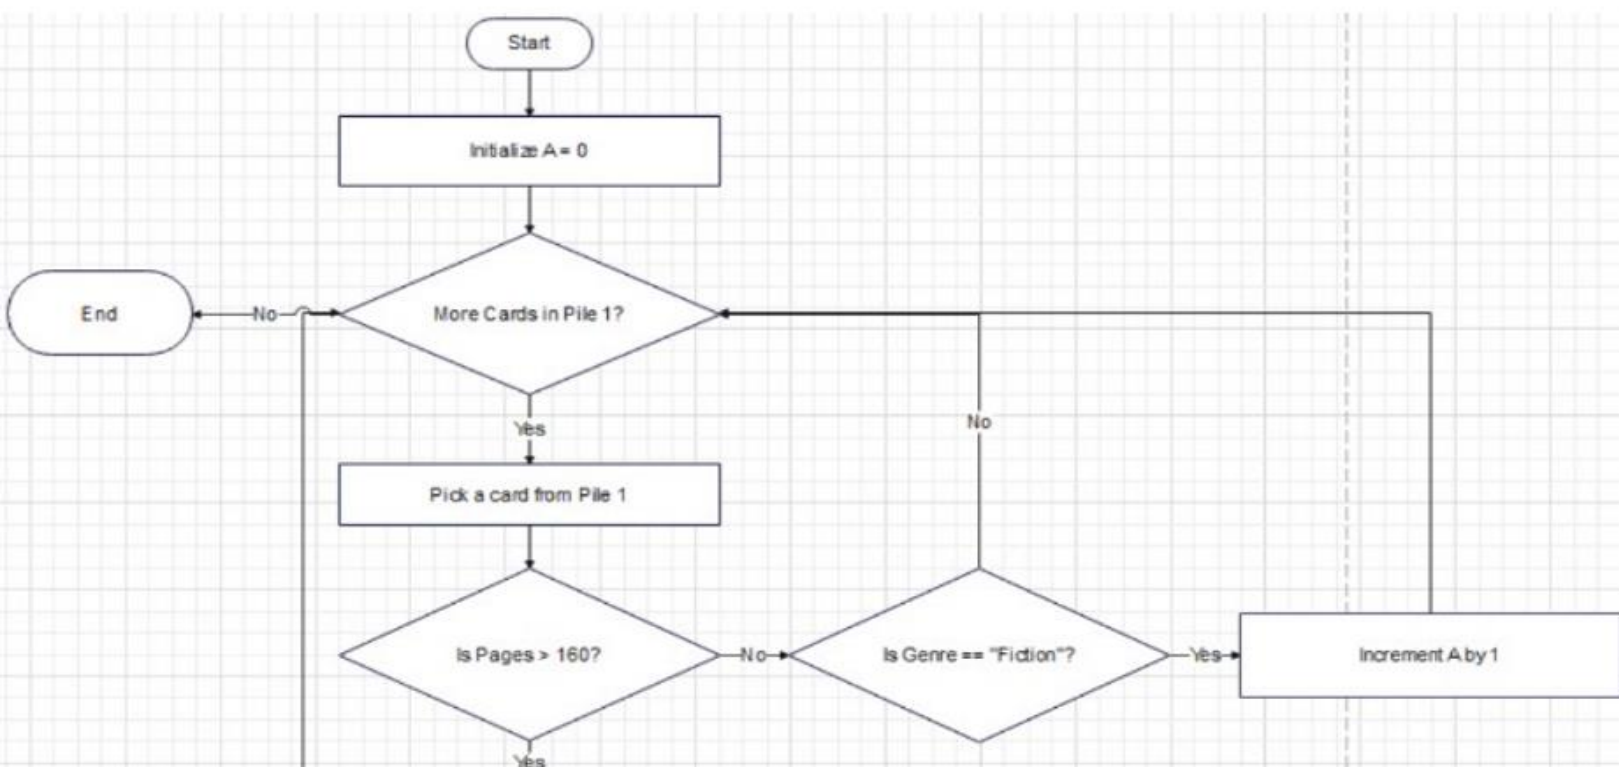 Start
Initialize A = 0
End
No
More Cards in Pile 1?
Yes
No
Pick a card from Pile 1
Is Pages > 160?
No
Is Genre == "Fiction"?
Yes
Increment A by 1
Yes